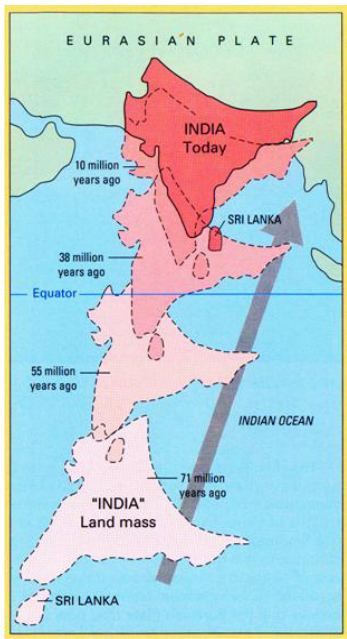 EURASIAN PLATE
INDIA
Today
10 million
years ago
SRI LANKA
38 million
years ago
Equator
55 million
years ago
INDIAN OCEAN
71 million
years ago
"INDIA"
Land mass
SRI LANKA